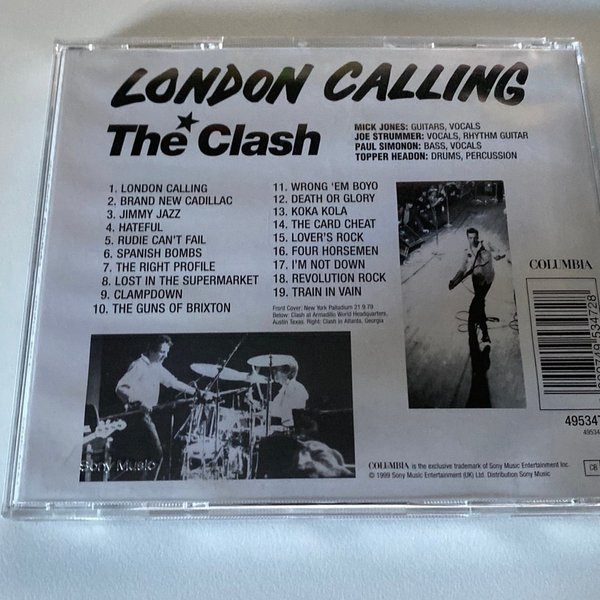 LONDON CALLING
The Clash
MICK JONES: GUITARS, VOCALS
JOE STRUMMER: VOCALS, RHYTHM GUITAR
PAUL SIMONON: BASS, VOCALS
TOPPER HEADON: DRUMS, PERCUSSION
1. LONDON CALLING
2. BRAND NEW CADILLAC
3. JIMMY JAZZ
4. HATEFUL
5. RUDIE CAN'T FAIL
6. SPANISH BOMBS
7. THE RIGHT PROFILE
8. LOST IN THE SUPERMARKET
9. CLAMPDOWN
10. THE GUNS OF BRIXTON
11. WRONG 'EM BOYO
12. DEATH OR GLORY
13. KOKA KOLA
14. THE CARD CHEAT
15. LOVER'S ROCK
16. FOUR HORSEMEN
17. I'M NOT DOWN
18. REVOLUTION ROCK
19. TRAIN IN VAIN
Front Cover: New York Palladium 21.9.79
Below: Clash at Armadillo World Headquarters,
Austin Texas. Right: Clash in Atlanta, Georgia
COLUMBIA
495347
495347
Sony Music
COLUMBIA is the exclusive trademark of Sony Music Entertainment Inc.
© 1999 Sony Music Entertainment (UK) Ltd. Distribution Sony Music
CB